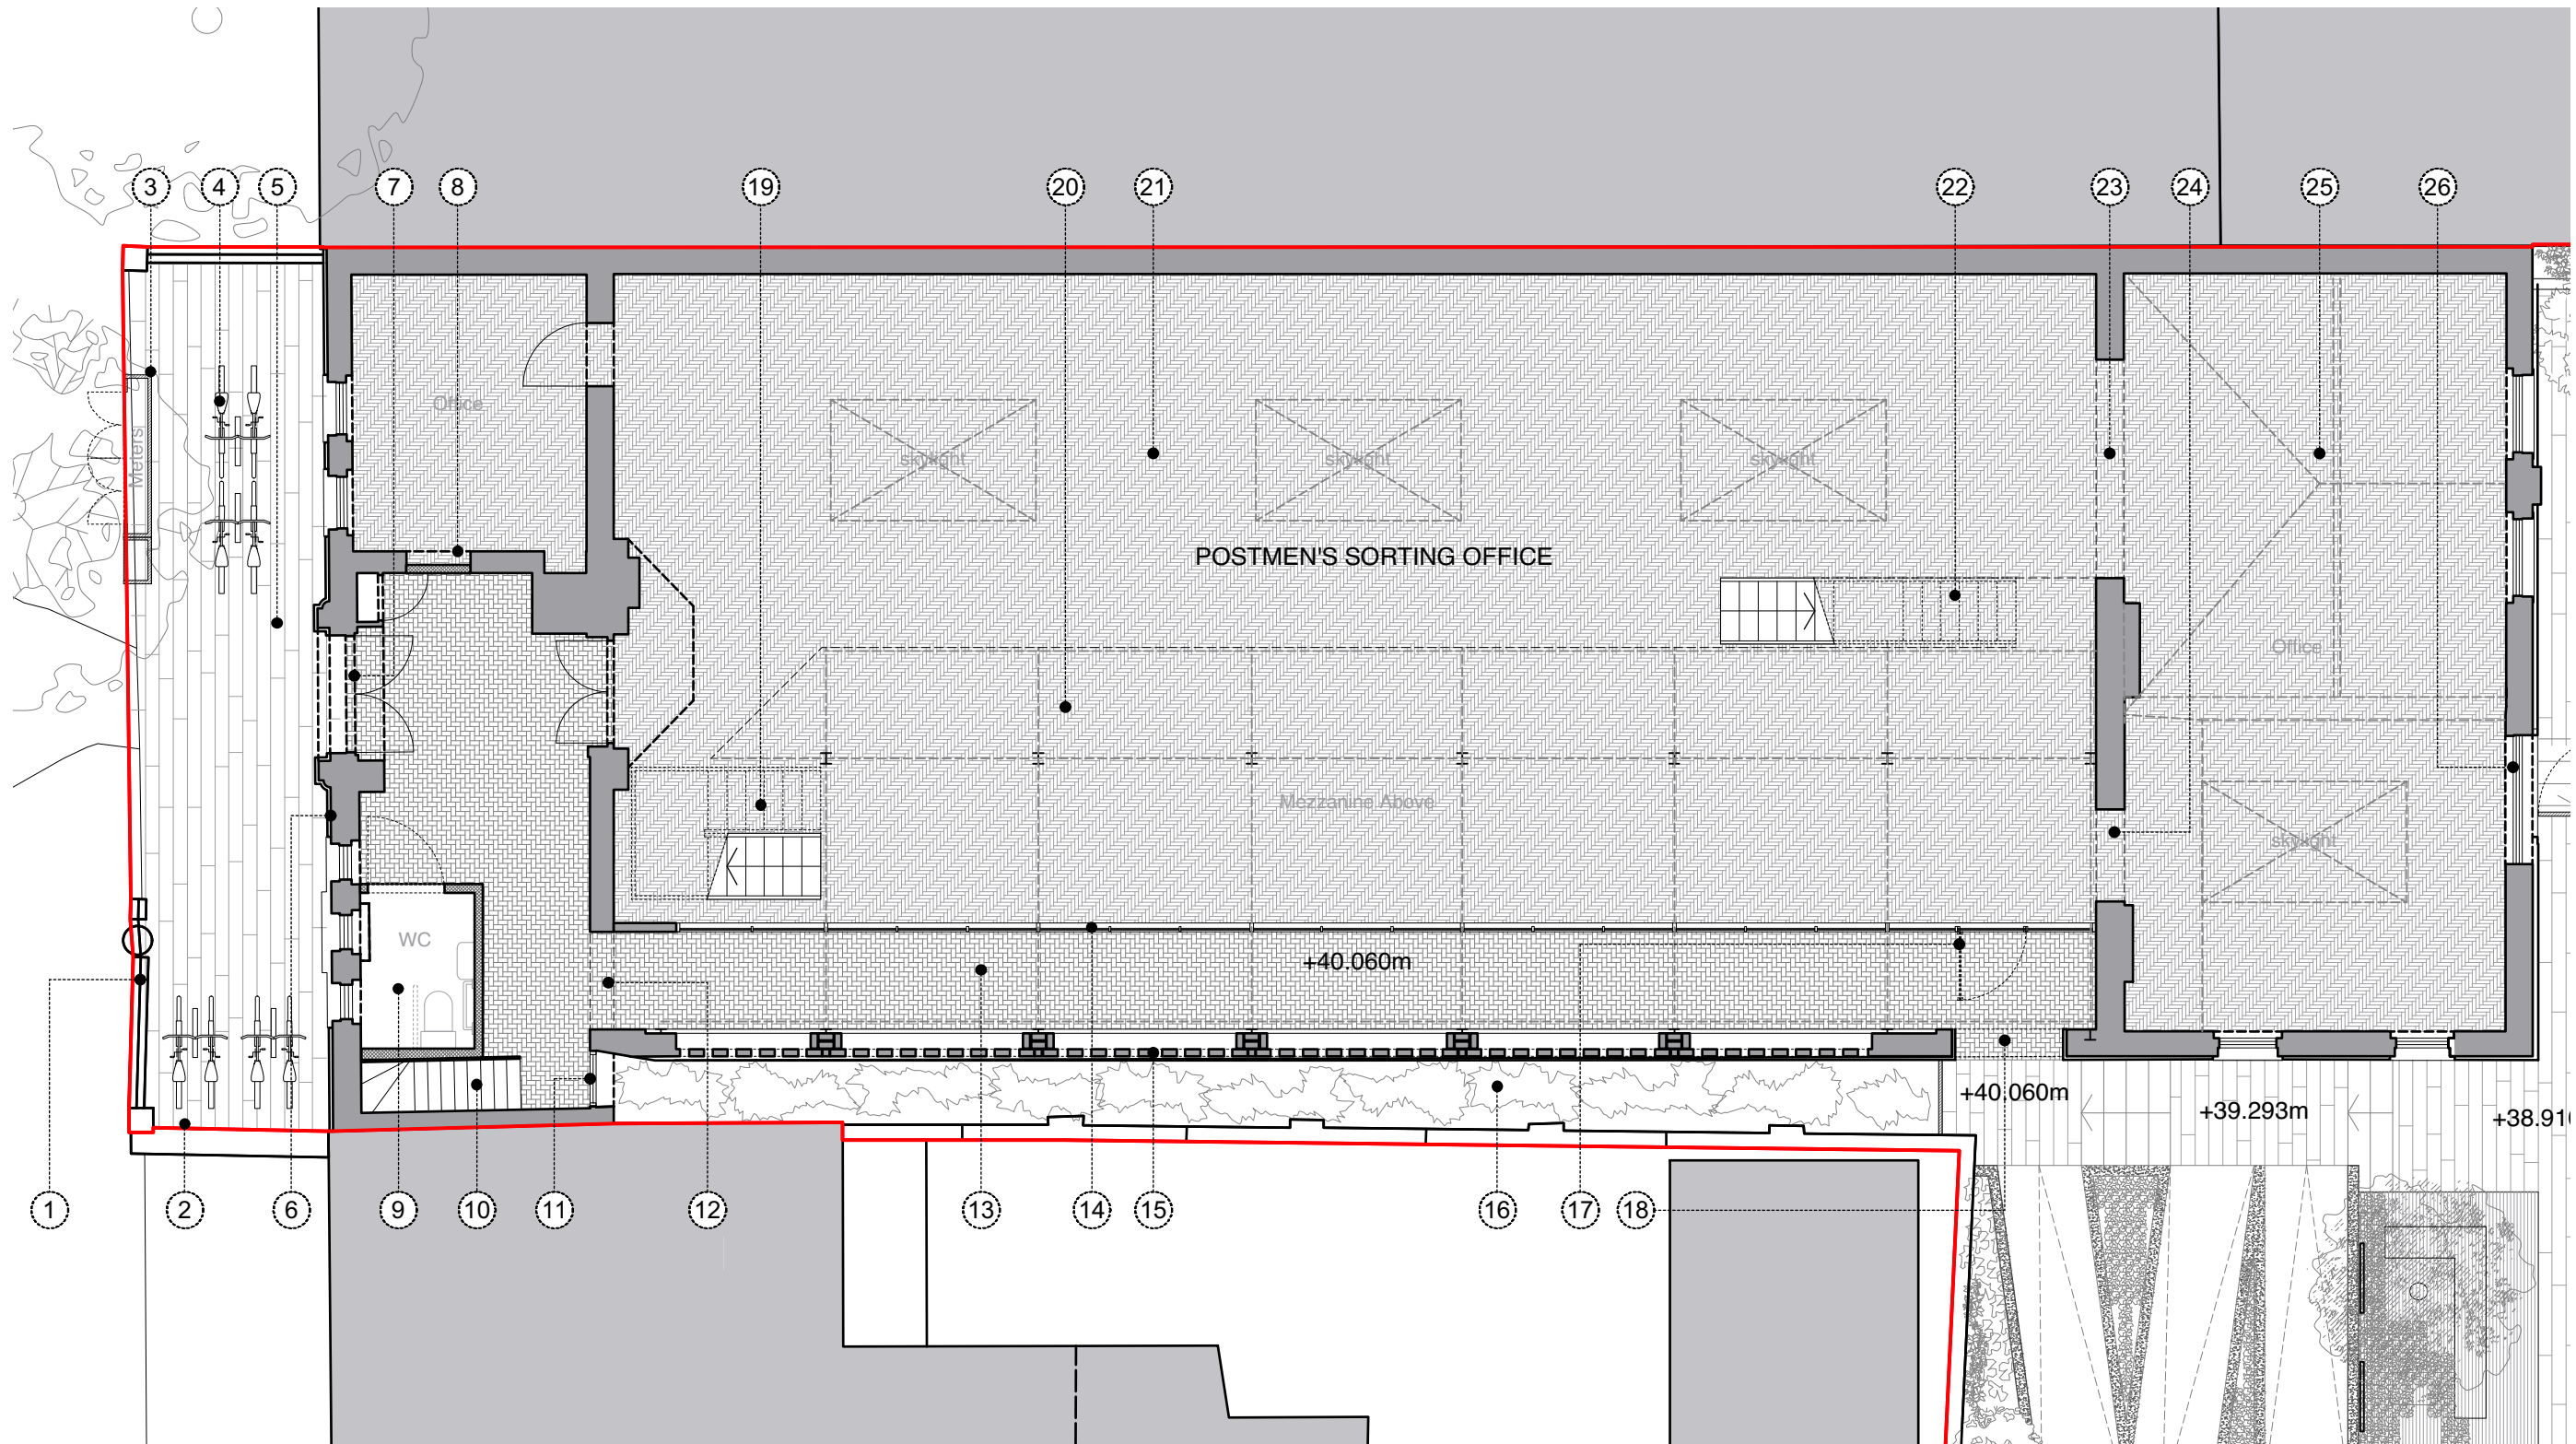 3 4 5 7 8 19 20 21 22 23 24 25 26
Office
Meters
skylight skylight skylight
POSTMEN'S SORTING OFFICE
Office
Mezzanine Above
skylight
WC
+40.060m
+40.060m
+39.293m
1 2 6 9 10 11 12 13 14 15 16 17 18